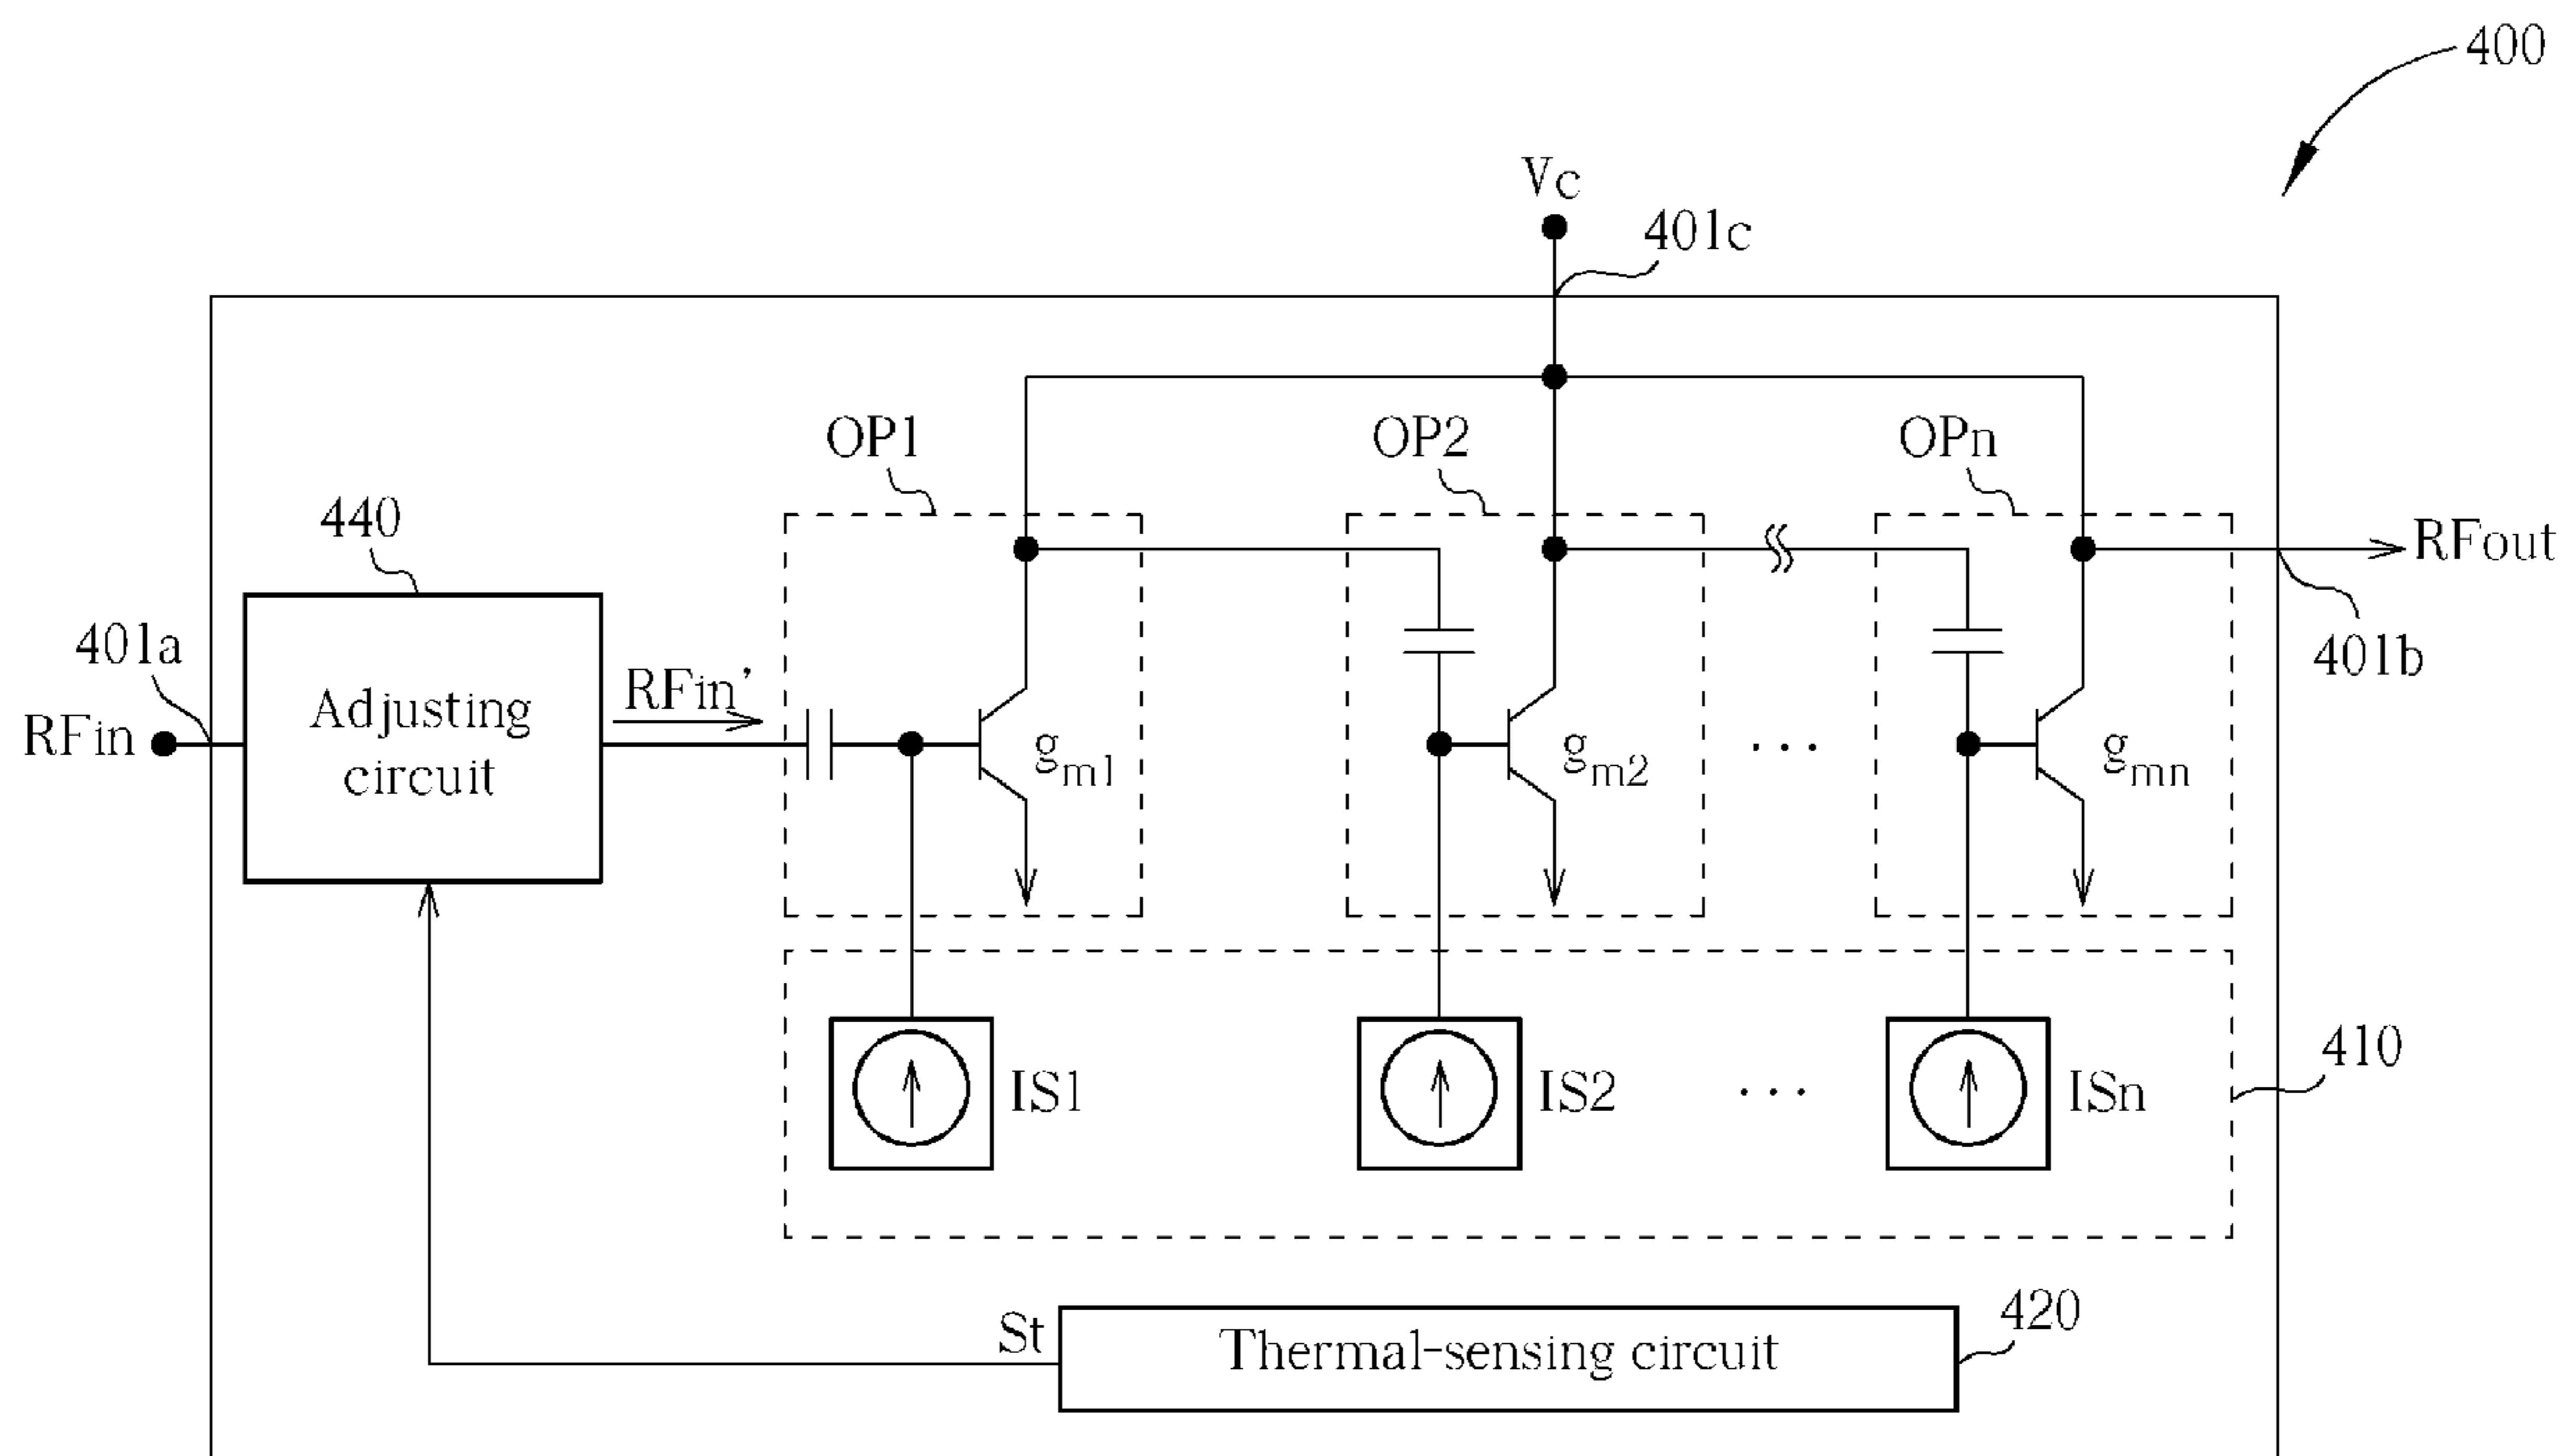 400
Vc
401c
OP1
OP2
OPn
440
RFout
401a
RFin'
401b
Adjusting
circuit
RFin
gm1
gm2
...
gmn
410
IS1
IS2
...
ISn
St
Thermal-sensing circuit
420